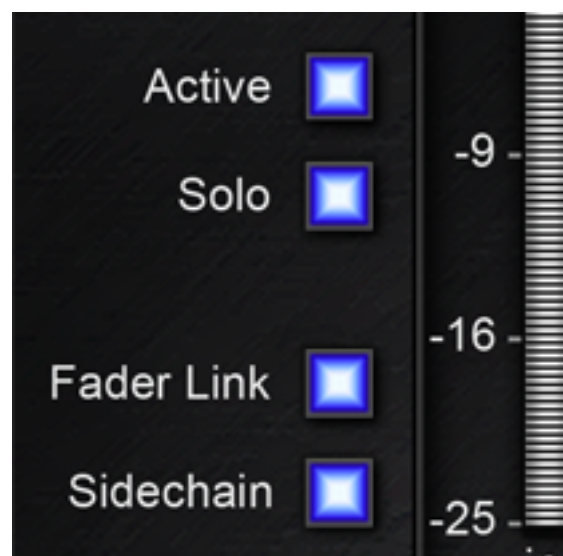 Active
-9 -
Solo
-16 -
Fader Link
Sidechain
-25 -